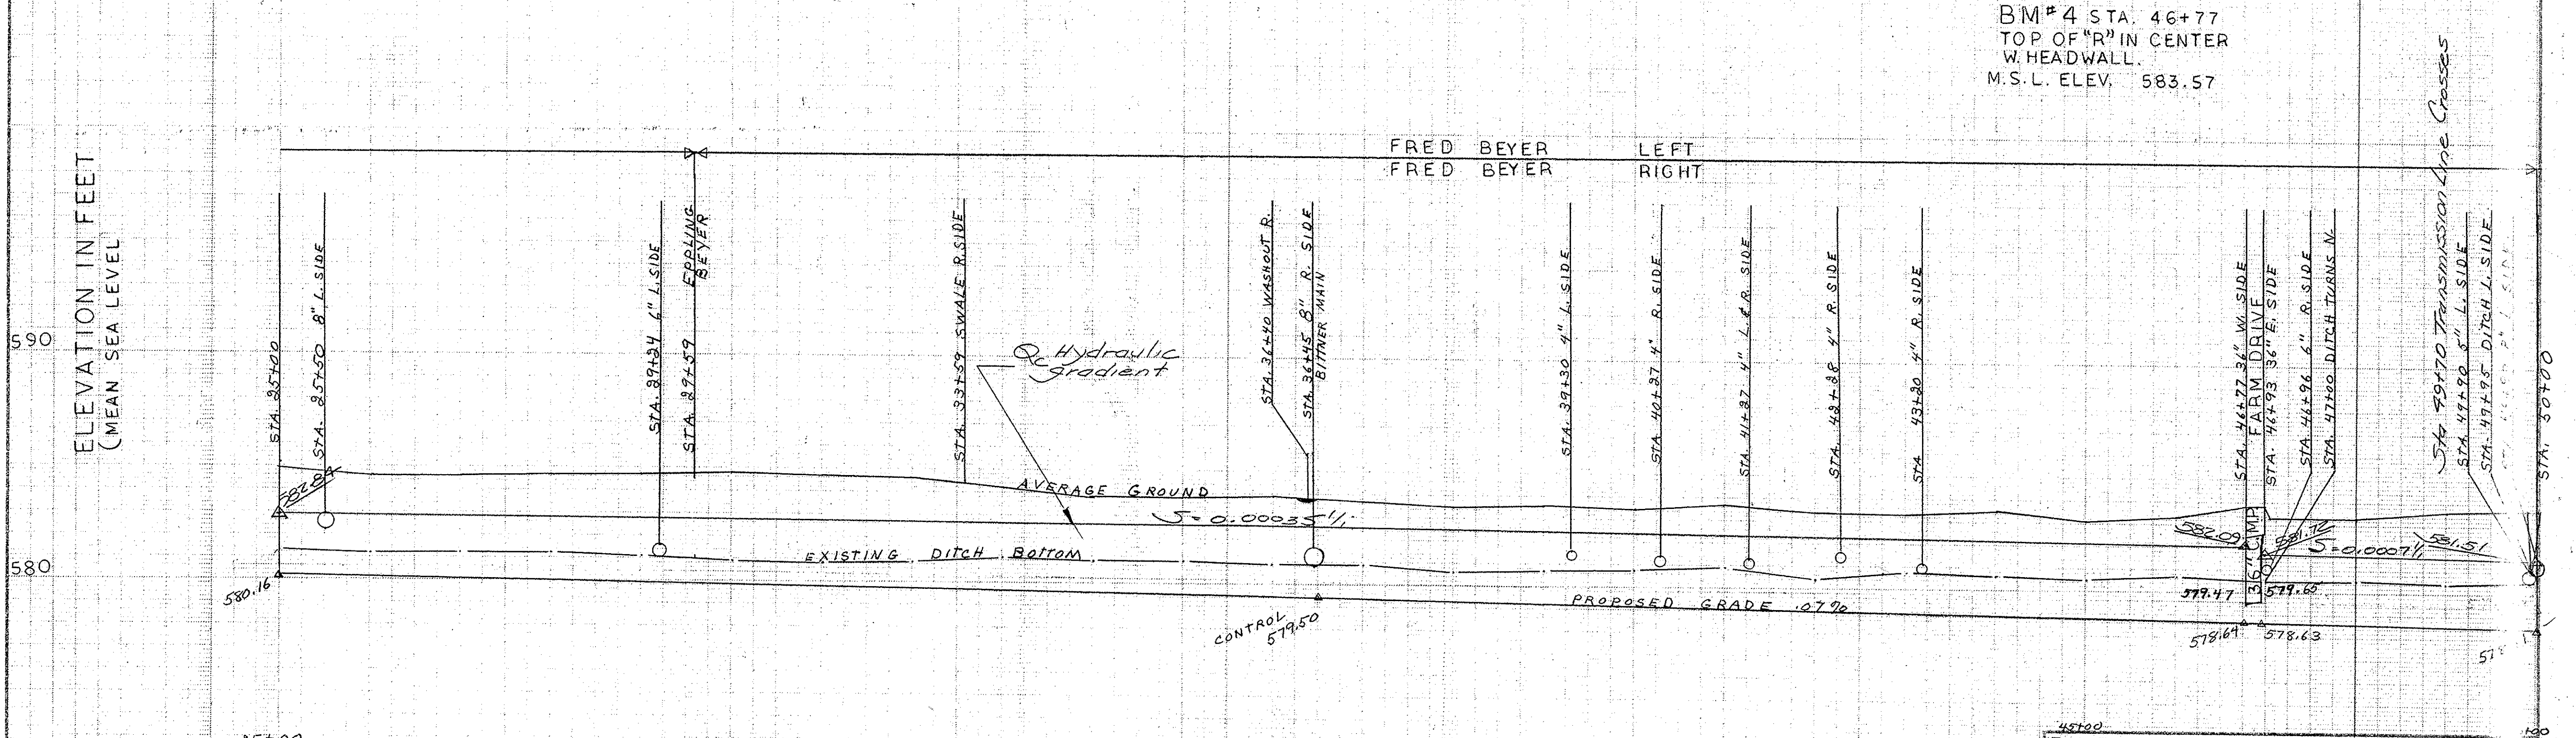 BM#4 STA. 46+77
TOP OF "R" IN CENTER
W. HEADWALL.
M.S.L. ELEV. 583.57
FRED BEYER LEFT
FRED BEYER RIGHT
ELEVATION IN FEET
(MEAN SEA LEVEL
590
580
STA. 25+00
STA. 25+50 8" L. SIDE
STA. 29+24 6" L. SIDE
STA. 29+59 EPPLING
BEYER
STA. 33+59 SWALE R. SIDE
STA. 36+40 WASHOUT R.
STA. 36+45 8" R. SIDE
BITTNER MAIN
STA. 39+30 4" L. SIDE
STA. 40+27 4" R. SIDE
STA. 41+27 4" L & R. SIDE
STA. 42+28 4" R. SIDE
STA. 43+20 4" R. SIDE
STA. 46+77 36" W. SIDE
FARM DRIVE
STA. 46+93 36" E. SIDE
STA. 46+96 6" R. SIDE
STA. 47+00 DITCH TURNS N.
Sta 49+70 Transmission Line Crosses
STA. 49+90 5" L. SIDE
STA. 49+95 DITCH L. SIDE
STA. 50+00
Qc Hydraulic
gradient
582.84
AVERAGE GROUND
S=0.00035'/,
EXISTING DITCH BOTTOM
580.16
CONTROL
579.50
PROPOSED GRADE .07%
582.09
581.72
S=0.0007'/,
581.51
36" C.M.P.
579.47
579.65
578.64
578.63
45+00